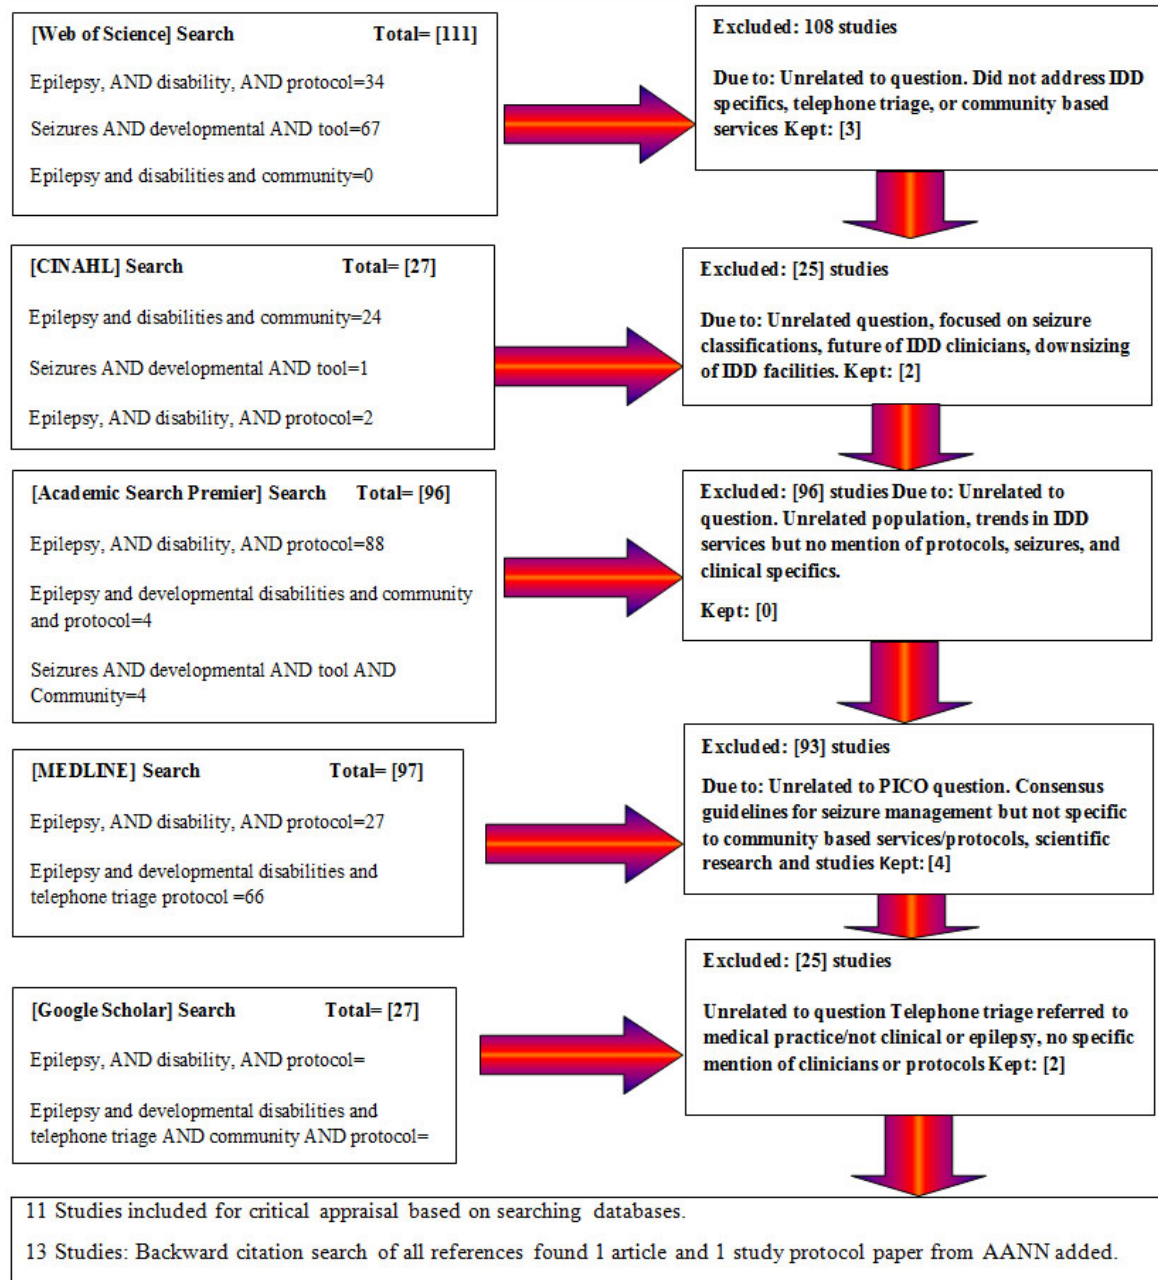 [Web of Science] Search Total= [111]
Epilepsy, AND disability, AND protocol=34
Seizures AND developmental AND tool=67
Epilepsy and disabilities and community=0
Excluded: 108 studies
Due to: Unrelated to question. Did not address IDD
specifics, telephone triage, or community based
services Kept: [3]
[CINAHL] Search Total= [27]
Epilepsy and disabilities and community=24
Seizures AND developmental AND tool=1
Epilepsy, AND disability, AND protocol=2
Excluded: [25] studies
Due to: Unrelated question, focused on seizure
classifications, future of IDD clinicians, downsizing
of IDD facilities. Kept: [2]
[Academic Search Premier] Search Total= [96]
Epilepsy, AND disability, AND protocol=88
Epilepsy and developmental disabilities and community
and protocol=4
Seizures AND developmental AND tool AND
Community=4
Excluded: [96] studies Due to: Unrelated to
question. Unrelated population, trends in IDD
services but no mention of protocols, seizures, and
clinical specifics.
Kept: [0]
[MEDLINE] Search Total= [97]
Epilepsy, AND disability, AND protocol=27
Epilepsy and developmental disabilities and
telephone triage protocol =66
Excluded: [93] studies
Due to: Unrelated to PICO question. Consensus
guidelines for seizure management but not specific
to community based services/protocols, scientific
research and studies Kept: [4]
[Google Scholar] Search Total= [27]
Epilepsy, AND disability, AND protocol=
Epilepsy and developmental disabilities and
telephone triage AND community AND protocol=
Excluded: [25] studies
Unrelated to question Telephone triage referred to
medical practice/not clinical or epilepsy, no specific
mention of clinicians or protocols Kept: [2]
11 Studies included for critical appraisal based on searching databases.
13 Studies: Backward citation search of all references found 1 article and 1 study protocol paper from AANN added.